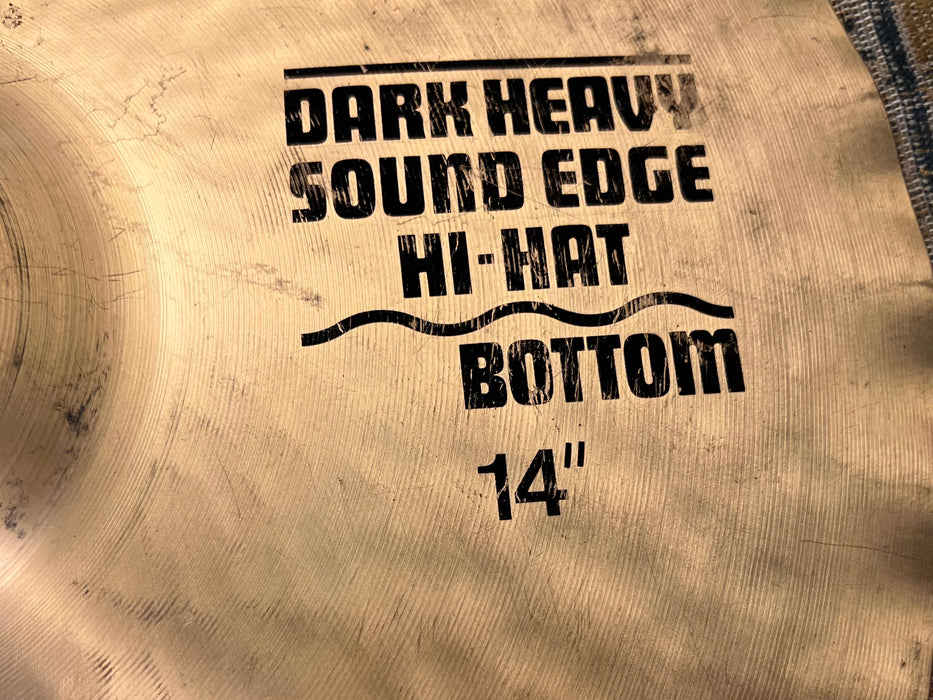 DARK HEAVY
SOUND EDGE
HI-HAT
BOTTOM
14"